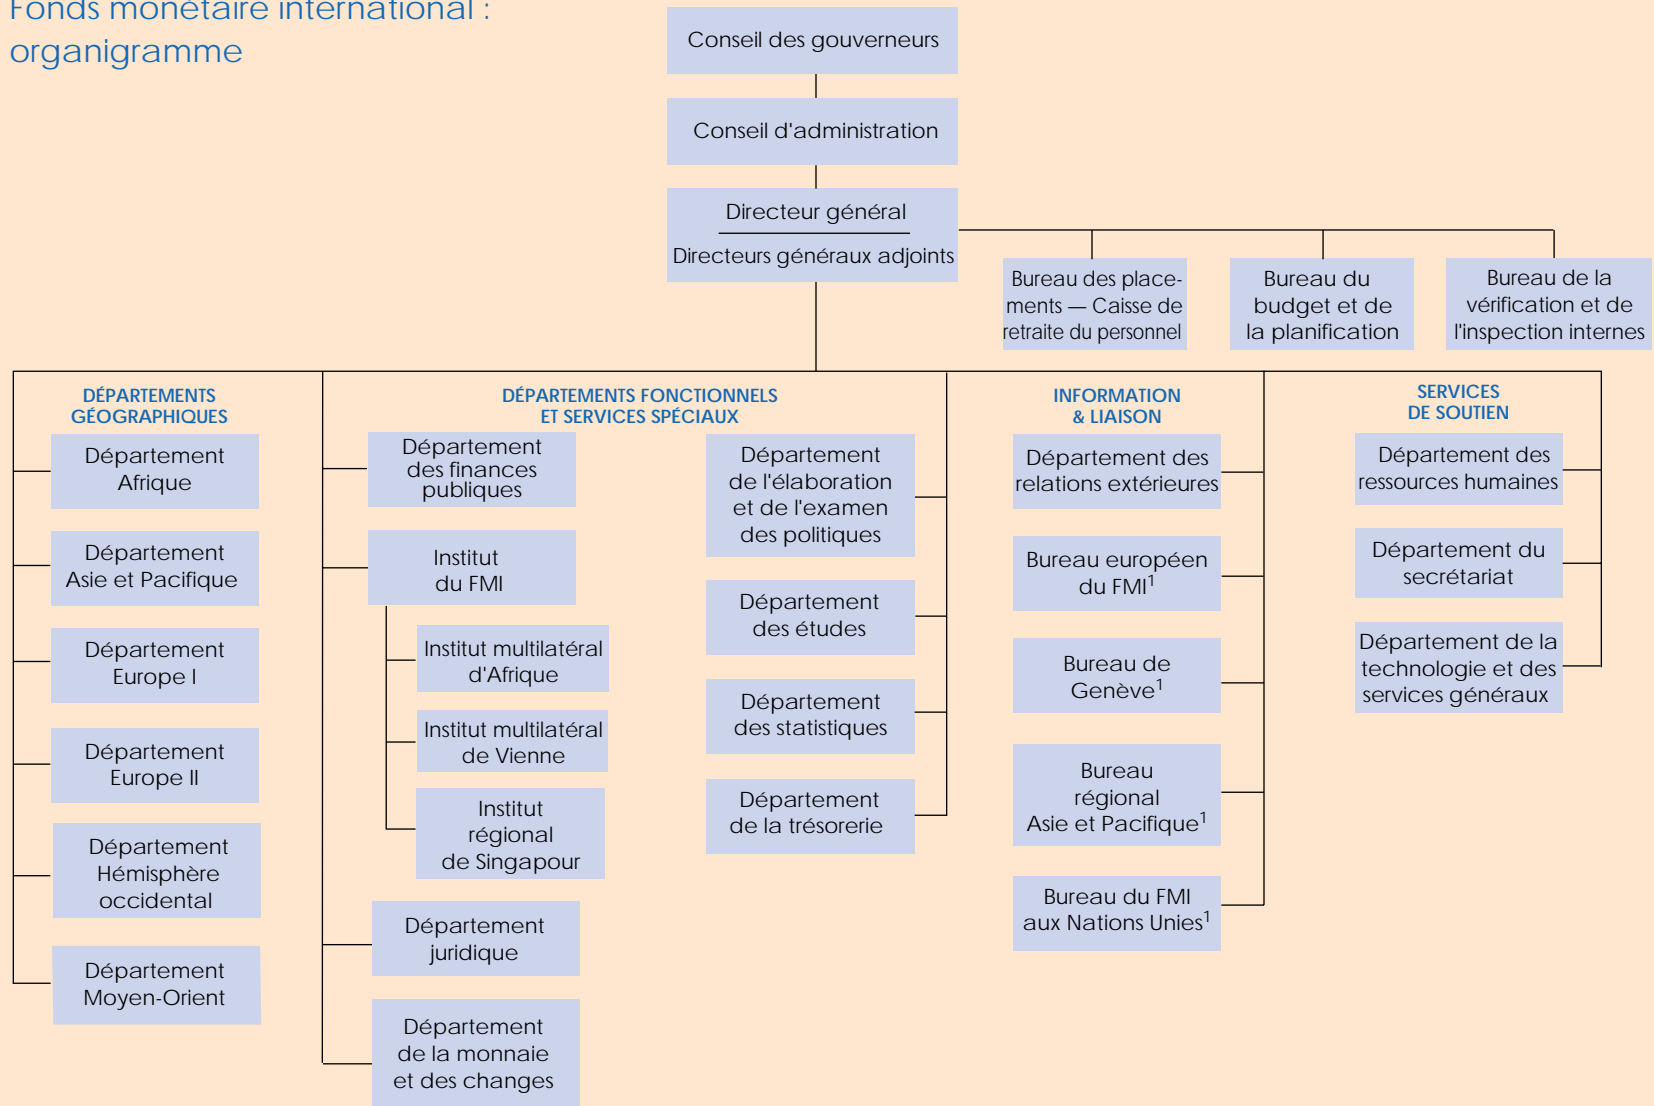 Fonds monétaire international :
organigramme
Conseil des gouverneurs
Conseil d'administration
Directeur général
Directeurs généraux adjoints
Bureau des place-
ments — Caisse de
retraite du personnel
Bureau du
budget et de
la planification
Bureau de la
vérification et de
l'inspection internes
DÉPARTEMENTS
GÉOGRAPHIQUES
Département
Afrique
Département
Asie et Pacifique
Département
Europe I
Département
Europe II
Département
Hémisphère
occidental
Département
Moyen-Orient
DÉPARTEMENTS FONCTIONNELS
ET SERVICES SPÉCIAUX
Département
des finances
publiques
Institut
du FMI
Institut multilatéral
d'Afrique
Institut multilatéral
de Vienne
Institut
régional
de Singapour
Département
juridique
Département
de la monnaie
et des changes
Département
de l'élaboration
et de l'examen
des politiques
Département
des études
Département
des statistiques
Département
de la trésorerie
INFORMATION
& LIAISON
Département des
relations extérieures
Bureau européen
du FMI¹
Bureau de
Genève¹
Bureau
régional
Asie et Pacifique¹
Bureau du FMI
aux Nations Unies¹
SERVICES
DE SOUTIEN
Département des
ressources humaines
Département du
secrétariat
Département de la
technologie et des
services généraux